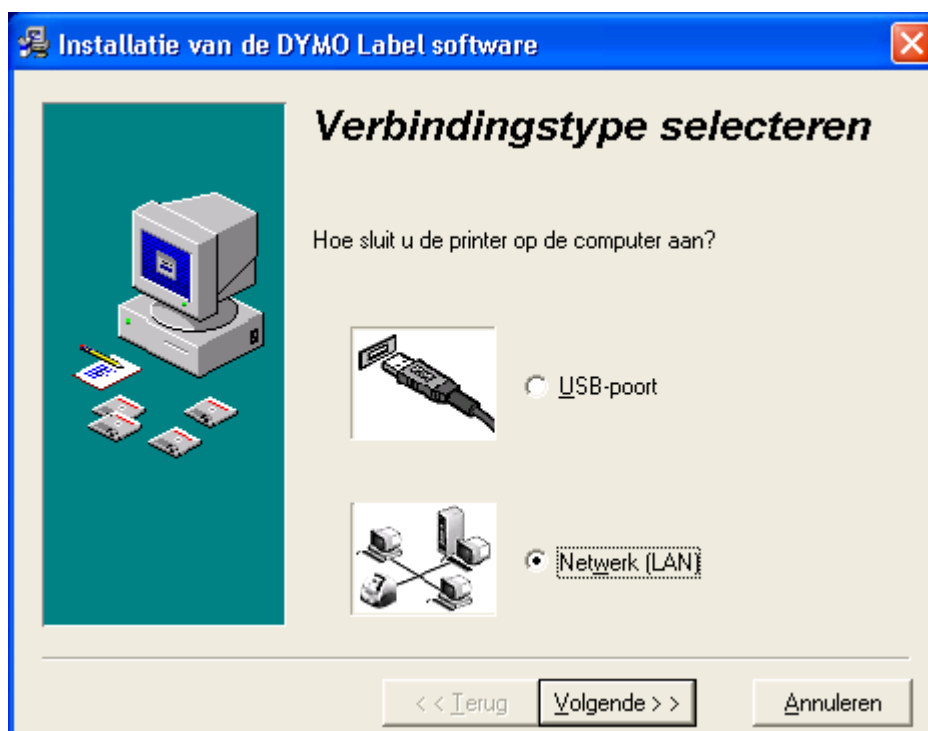 Installatie van de DYMO Label software
Verbindingstype selecteren
Hoe sluit u de printer op de computer aan?
USB-poort
Netwerk (LAN)
< < Terug
Volgende > >
Annuleren